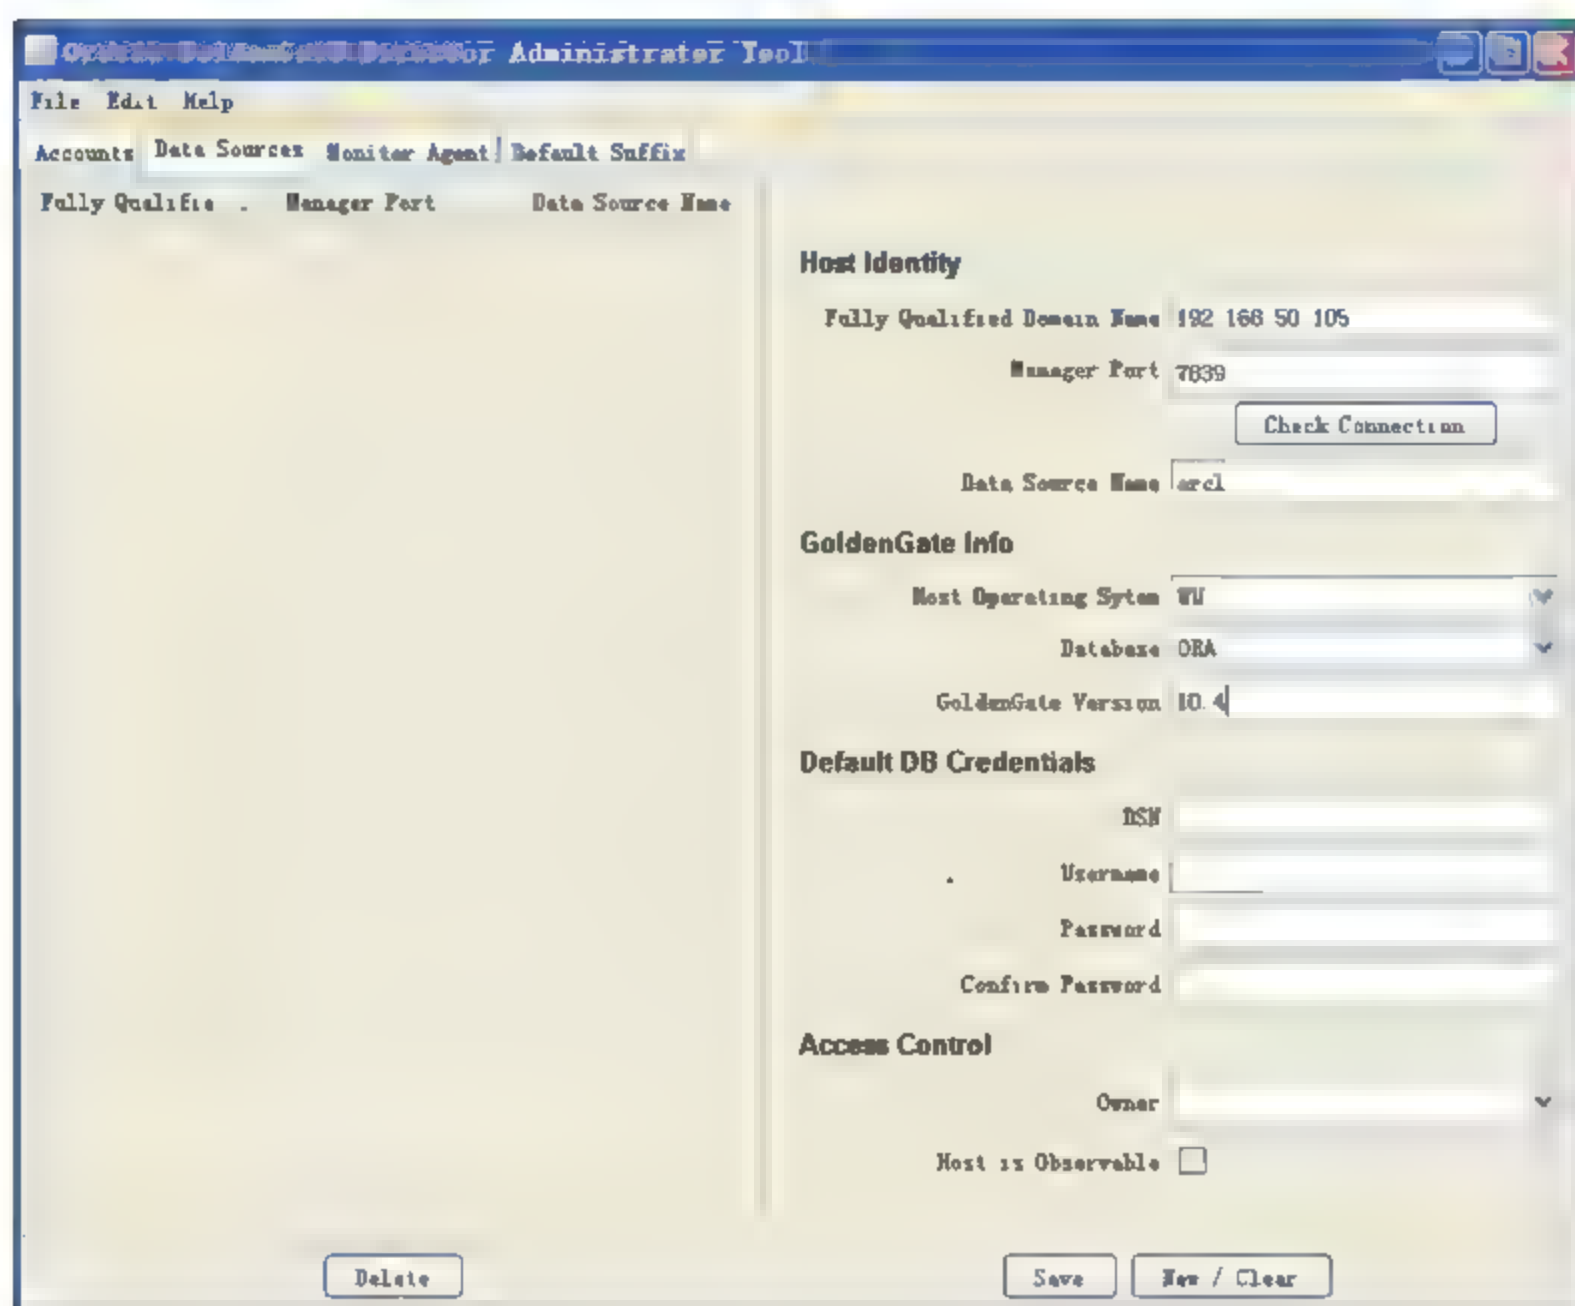 Director Administrator Tool
File Edit Help
Accounts Data Sources Monitor Agent Default Suffix
Fully Qualifie . Manager Port Data Source Name
Host Identity
Fully Qualified Domain Name 192 168 50 105
Manager Port 7839
Check Connection
Data Source Name orcl
GoldenGate Info
Host Operating Sytem
Database ORA
GoldenGate Version 10.4
Default DB Credentials
DSN
Username
Password
Confirm Password
Access Control
Owner
Host is Observable
Delete Save New / Clear